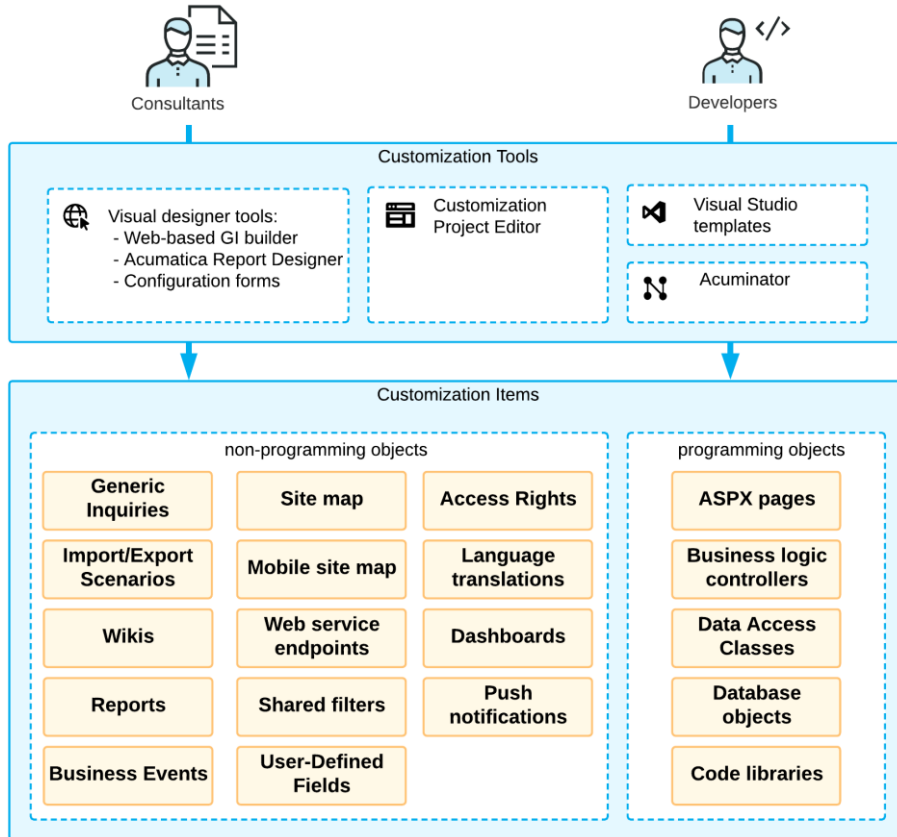 Consultants
Developers
Customization Tools
Visual designer tools:
- Web-based GI builder
- Acumatica Report Designer
- Configuration forms
Customization
Project Editor
Visual Studio
templates
Acuminator
Customization Items
non-programming objects
Generic
Inquiries
Site map
Access Rights
Import/Export
Scenarios
Mobile site map
Language
translations
Wikis
Web service
endpoints
Dashboards
Reports
Shared filters
Push
notifications
Business Events
User-Defined
Fields
programming objects
ASPX pages
Business logic
controllers
Data Access
Classes
Database
objects
Code libraries